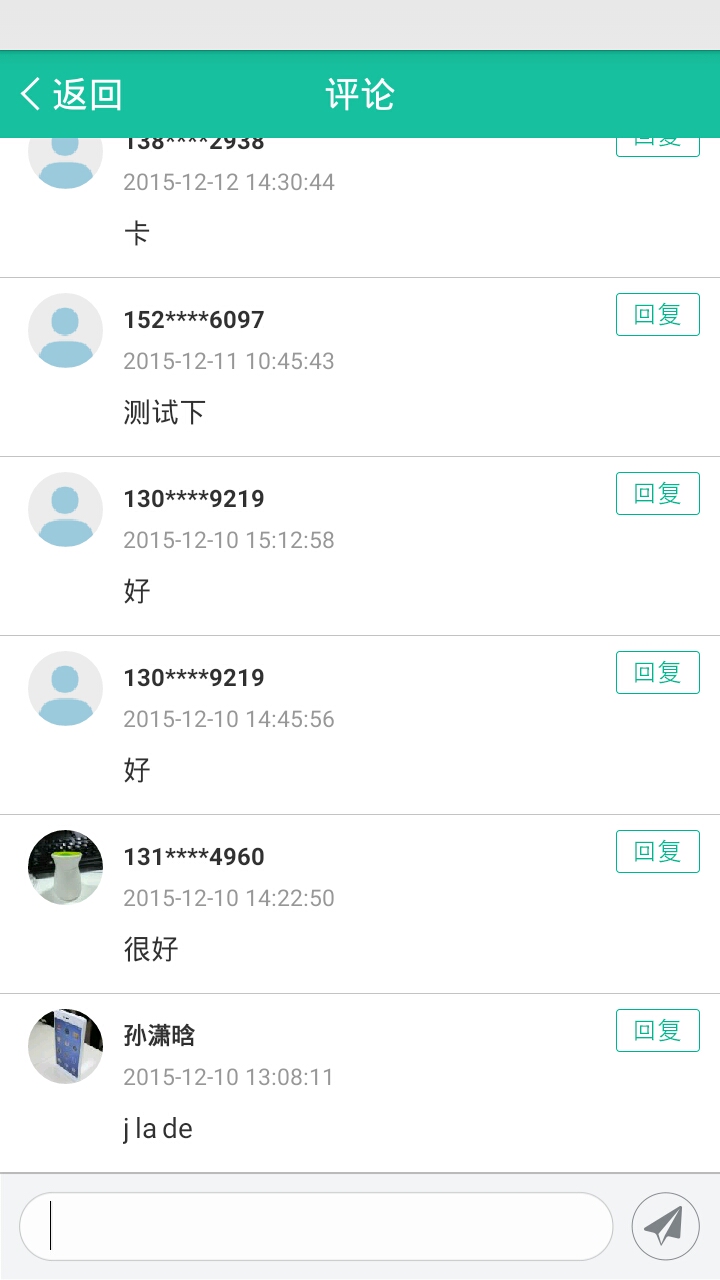 返回
评论
138****2938
回复
2015-12-12 14:30:44
卡
152****6097
回复
2015-12-11 10:45:43
测试下
130****9219
回复
2015-12-10 15:12:58
好
130****9219
回复
2015-12-10 14:45:56
好
131****4960
回复
2015-12-10 14:22:50
很好
孙潇晗
回复
2015-12-10 13:08:11
j la de